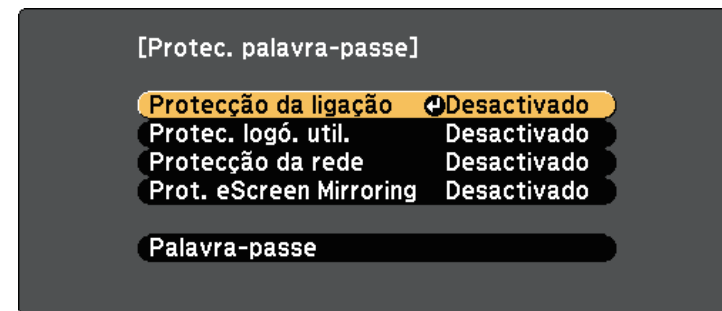 [Protec. palavra-passe]
Protecção da ligação Desactivado
Protec. logó. util. Desactivado
Protecção da rede Desactivado
Prot. eScreen Mirroring Desactivado
Palavra-passe